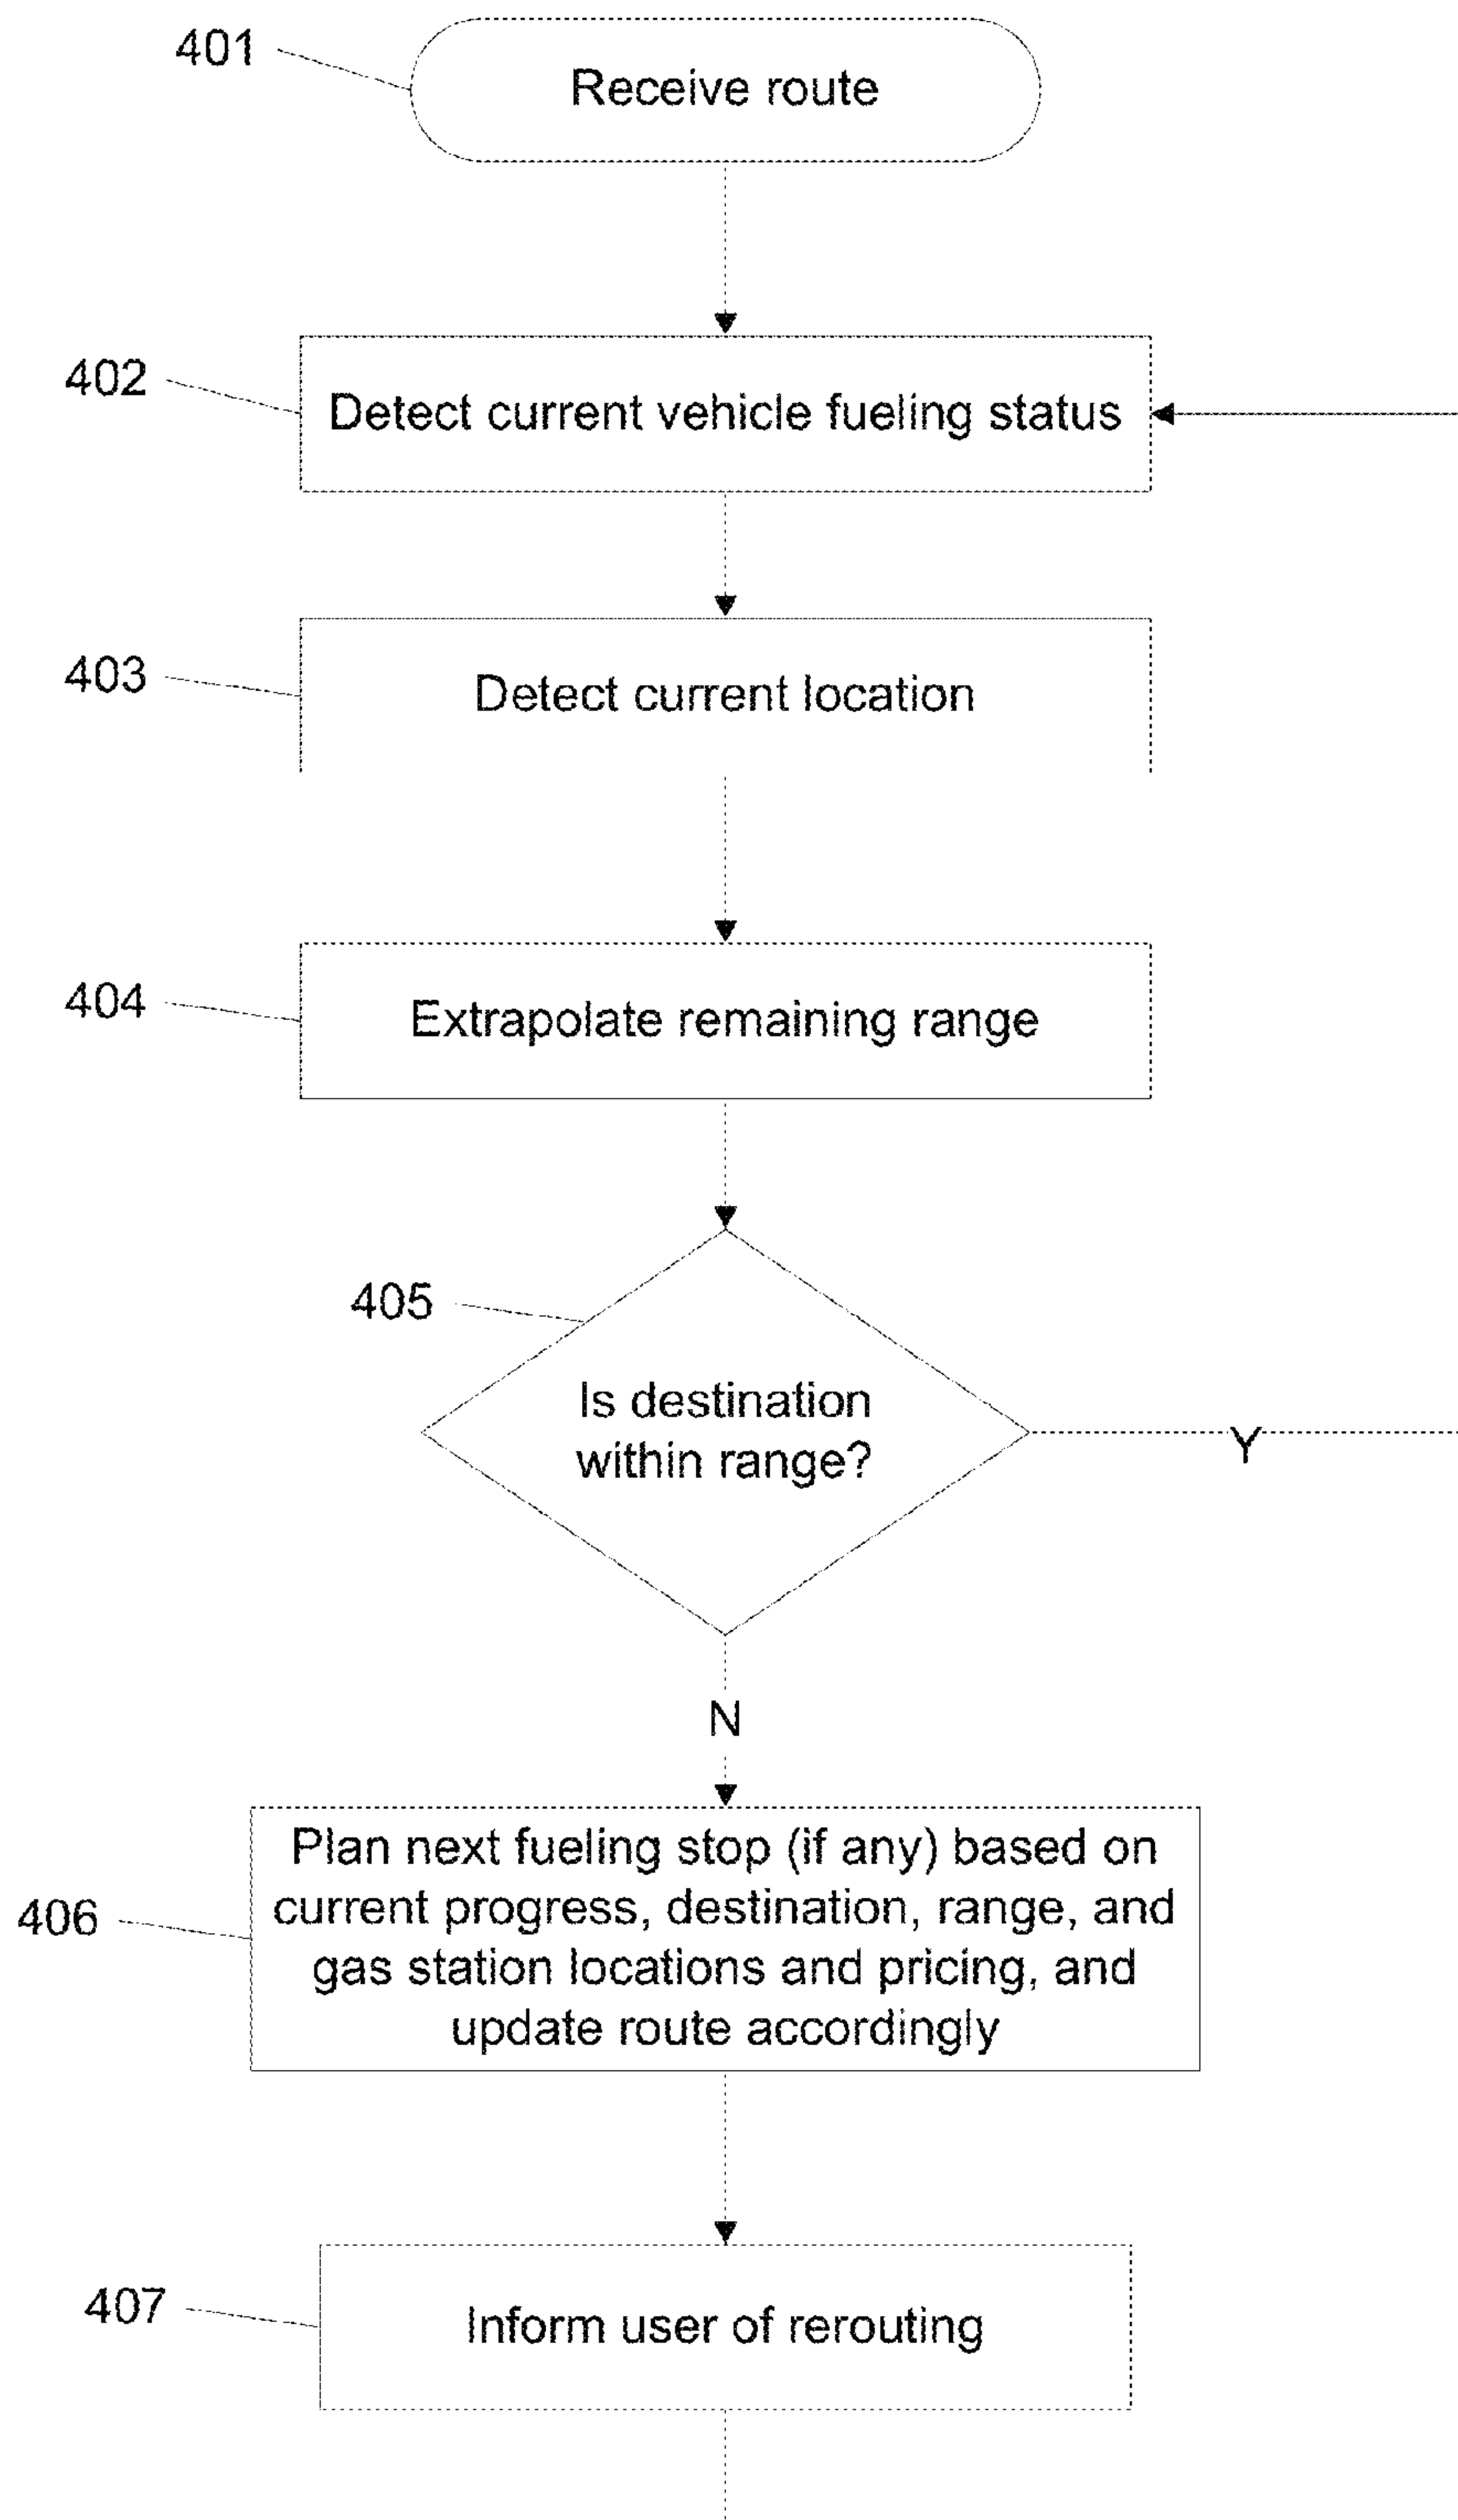 401
Receive route
402
Detect current vehicle fueling status
403
Detect current location
404
Extrapolate remaining range
405
Is destination
within range?
Y
N
406
Plan next fueling stop (if any) based on
current progress, destination, range, and
gas station locations and pricing, and
update route accordingly
407
Inform user of rerouting